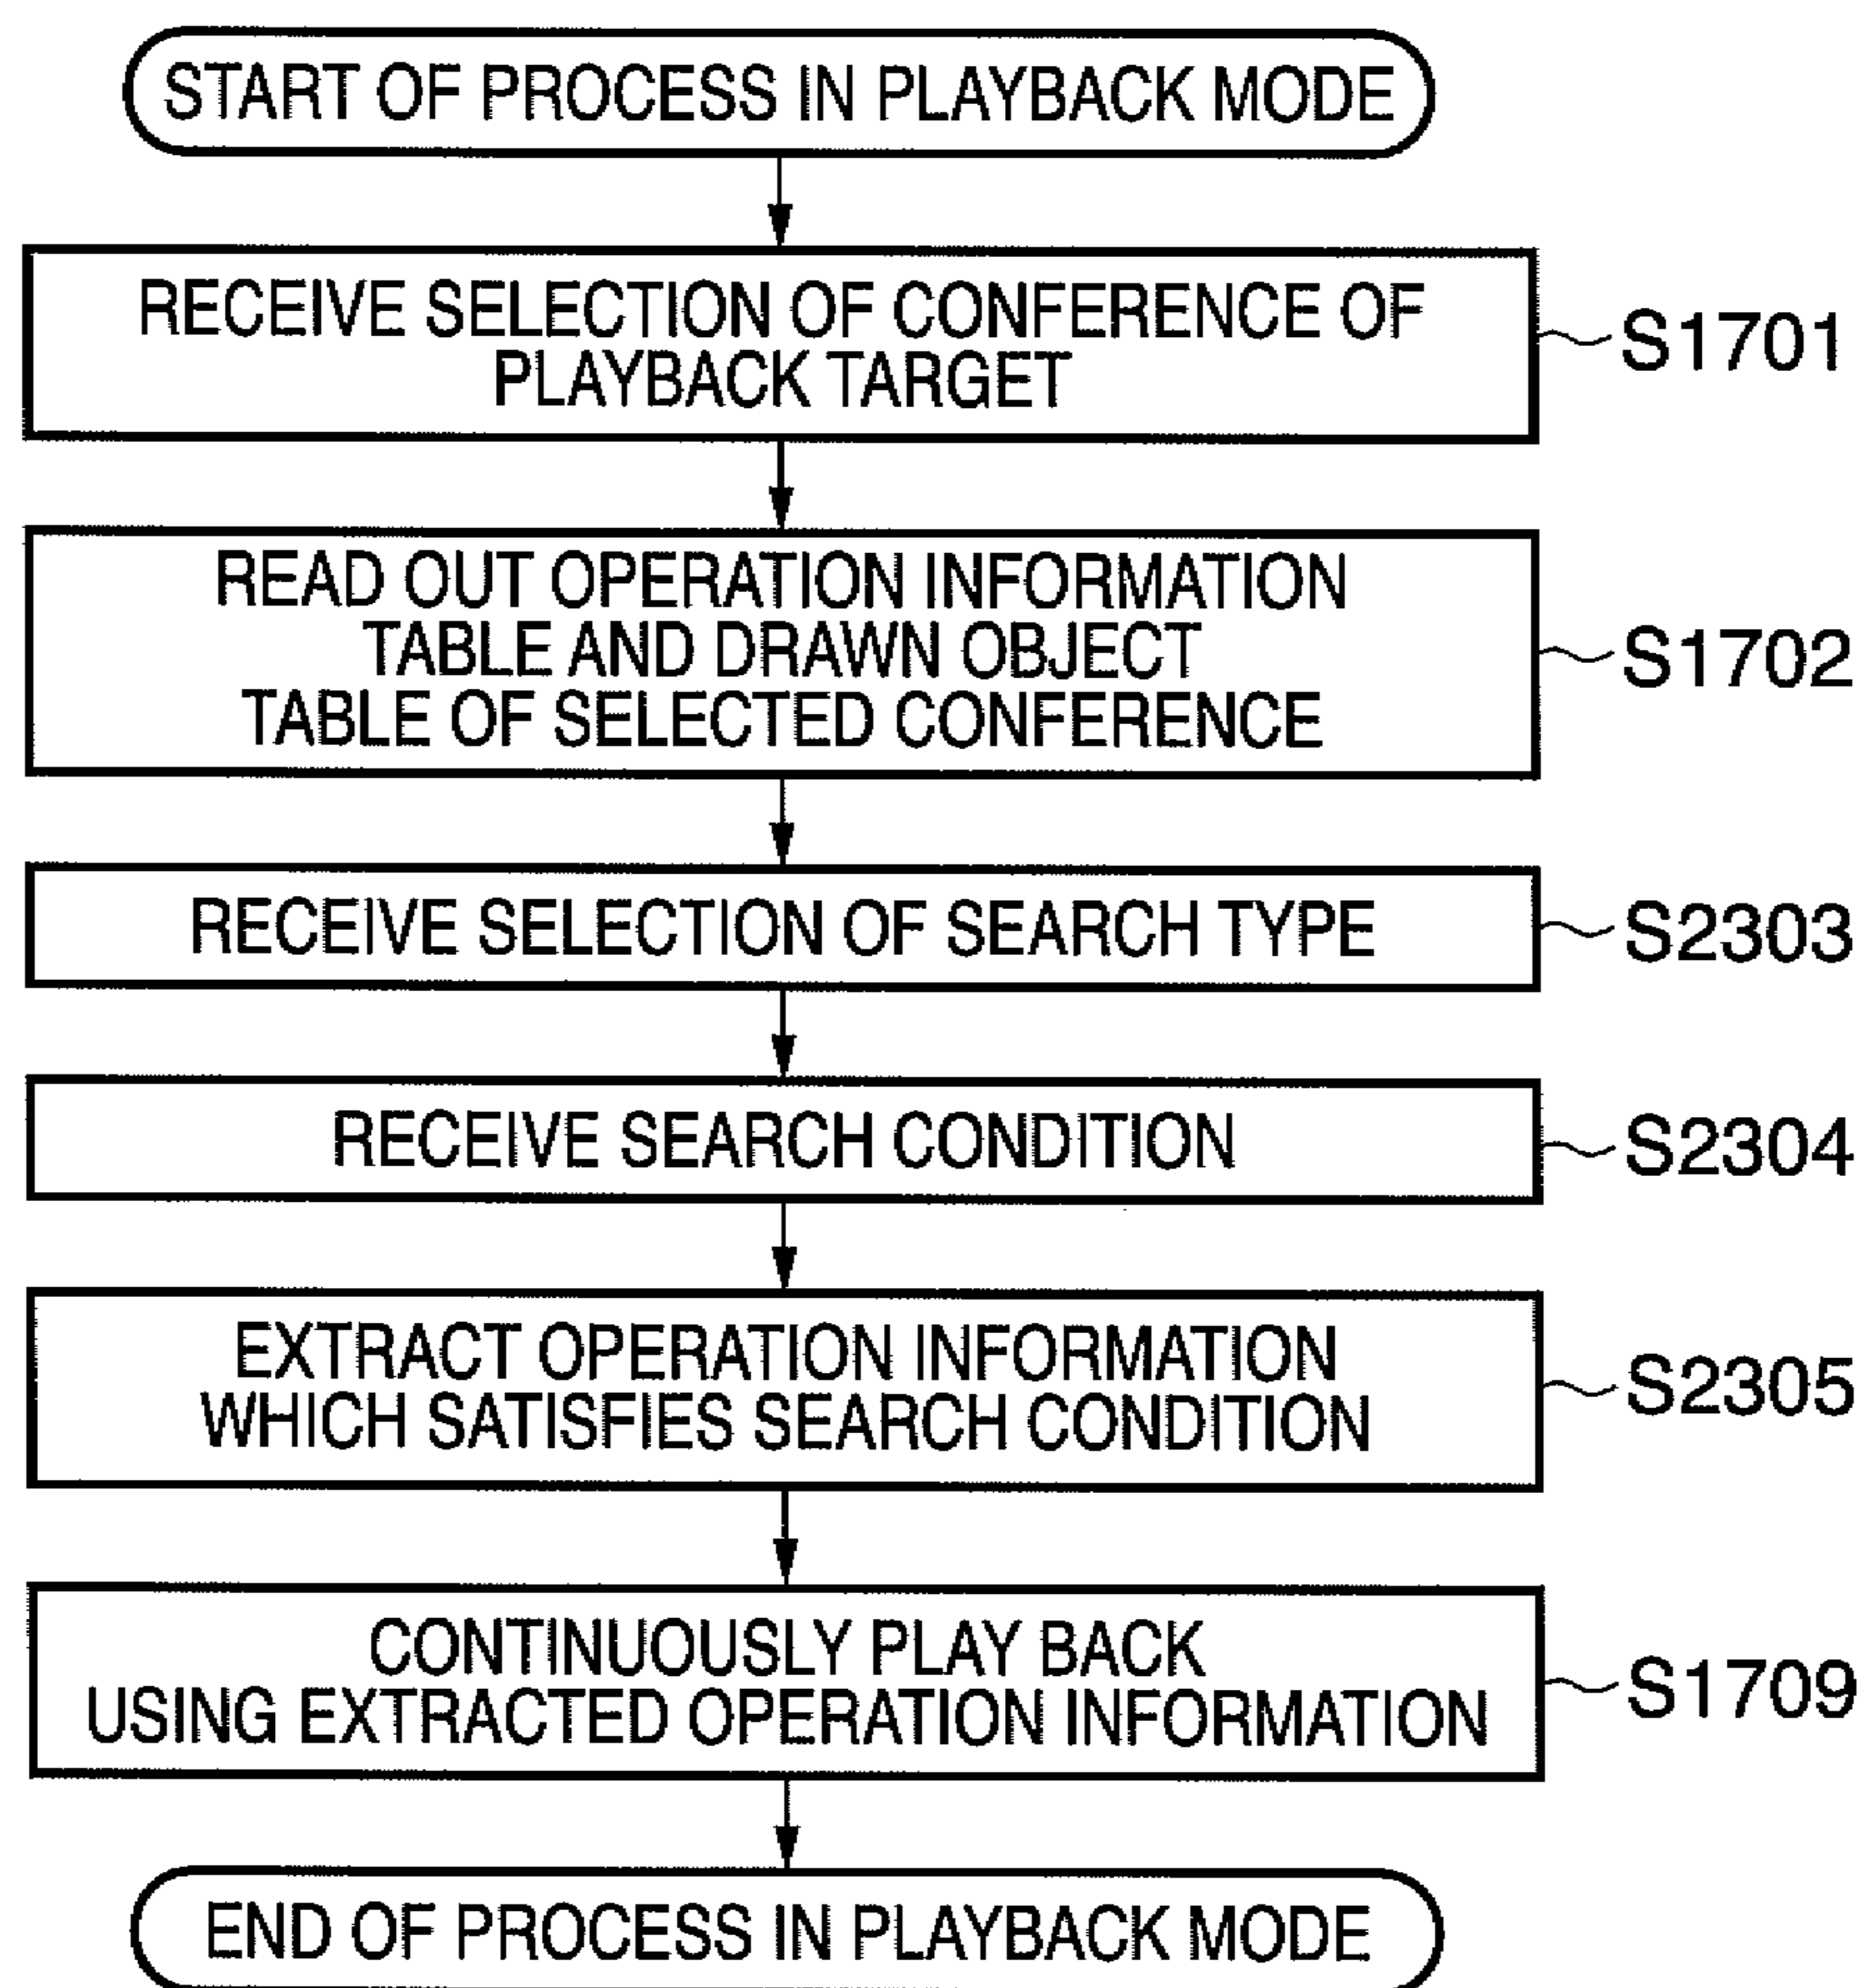 START OF PROCESS IN PLAYBACK MODE
RECEIVE SELECTION OF CONFERENCE OF
PLAYBACK TARGET
S1701
READ OUT OPERATION INFORMATION
TABLE AND DRAWN OBJECT
TABLE OF SELECTED CONFERENCE
S1702
RECEIVE SELECTION OF SEARCH TYPE
S2303
RECEIVE SEARCH CONDITION
S2304
EXTRACT OPERATION INFORMATION
WHICH SATISFIES SEARCH CONDITION
S2305
CONTINUOUSLY PLAY BACK
USING EXTRACTED OPERATION INFORMATION
S1709
END OF PROCESS IN PLAYBACK MODE